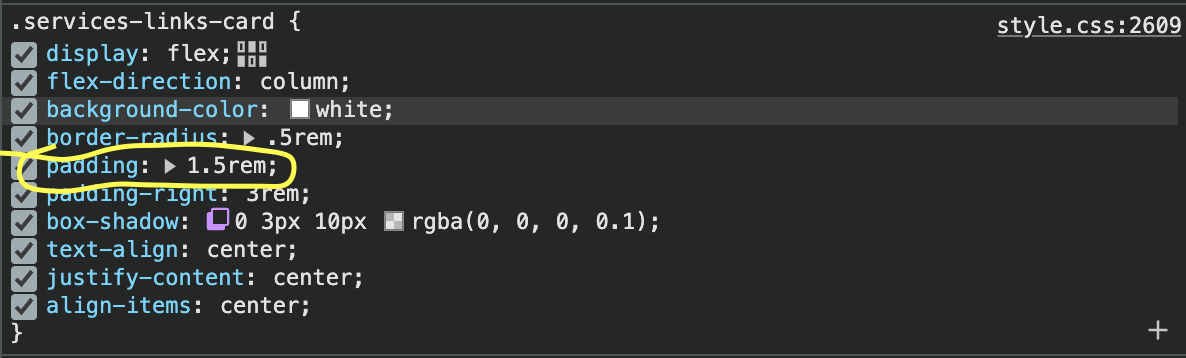 .services-links-card {
style.css:2609
display: flex;
flex-direction: column;
background-color: white;
border-radius: .5rem;
padding: 1.5rem;
padding-right: 3rem;
box-shadow: 0 3px 10px rgba(0, 0, 0, 0.1);
text-align: center;
justify-content: center;
align-items: center;
}